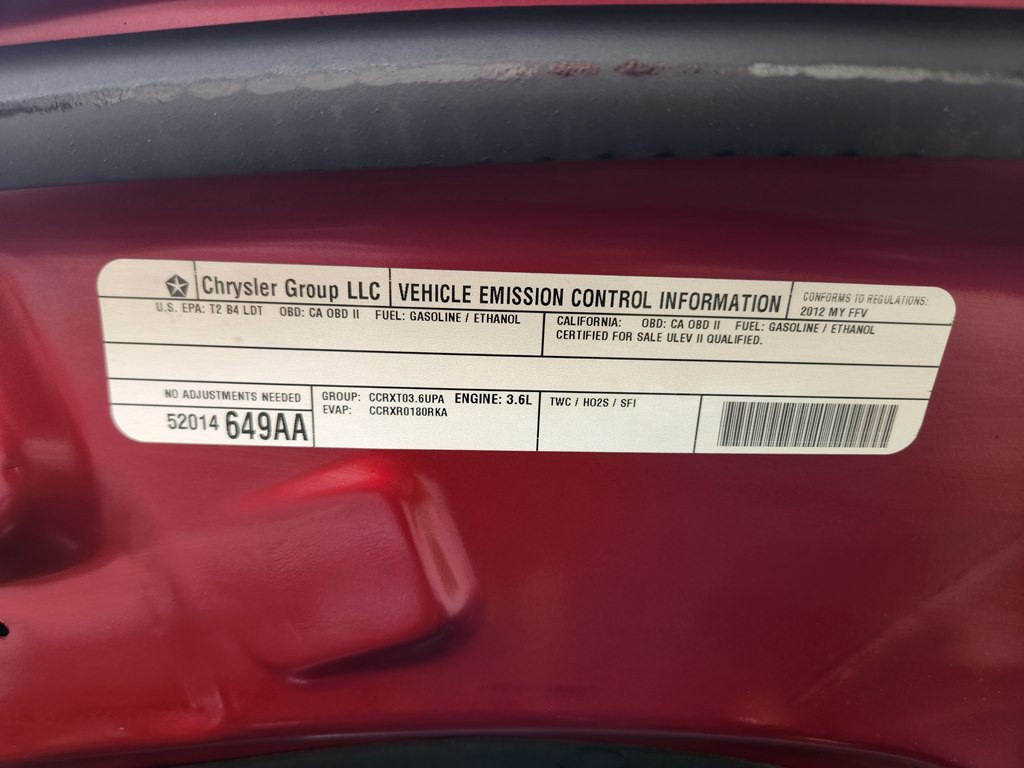 Chrysler Group LLC
VEHICLE EMISSION CONTROL INFORMATION
CONFORMS TO REGULATIONS:
2012 MY FFV
U.S. EPA: T2 B4 LDT OBD: CA OBD II FUEL: GASOLINE / ETHANOL
CALIFORNIA: OBD: CA OBD II FUEL: GASOLINE / ETHANOL
CERTIFIED FOR SALE ULEV II QUALIFIED.
NO ADJUSTMENTS NEEDED
52014 649AA
GROUP: CCRXT03.6UPA ENGINE: 3.6L
EVAP: CCRXR0180RKA
TWC / HO2S / SFI